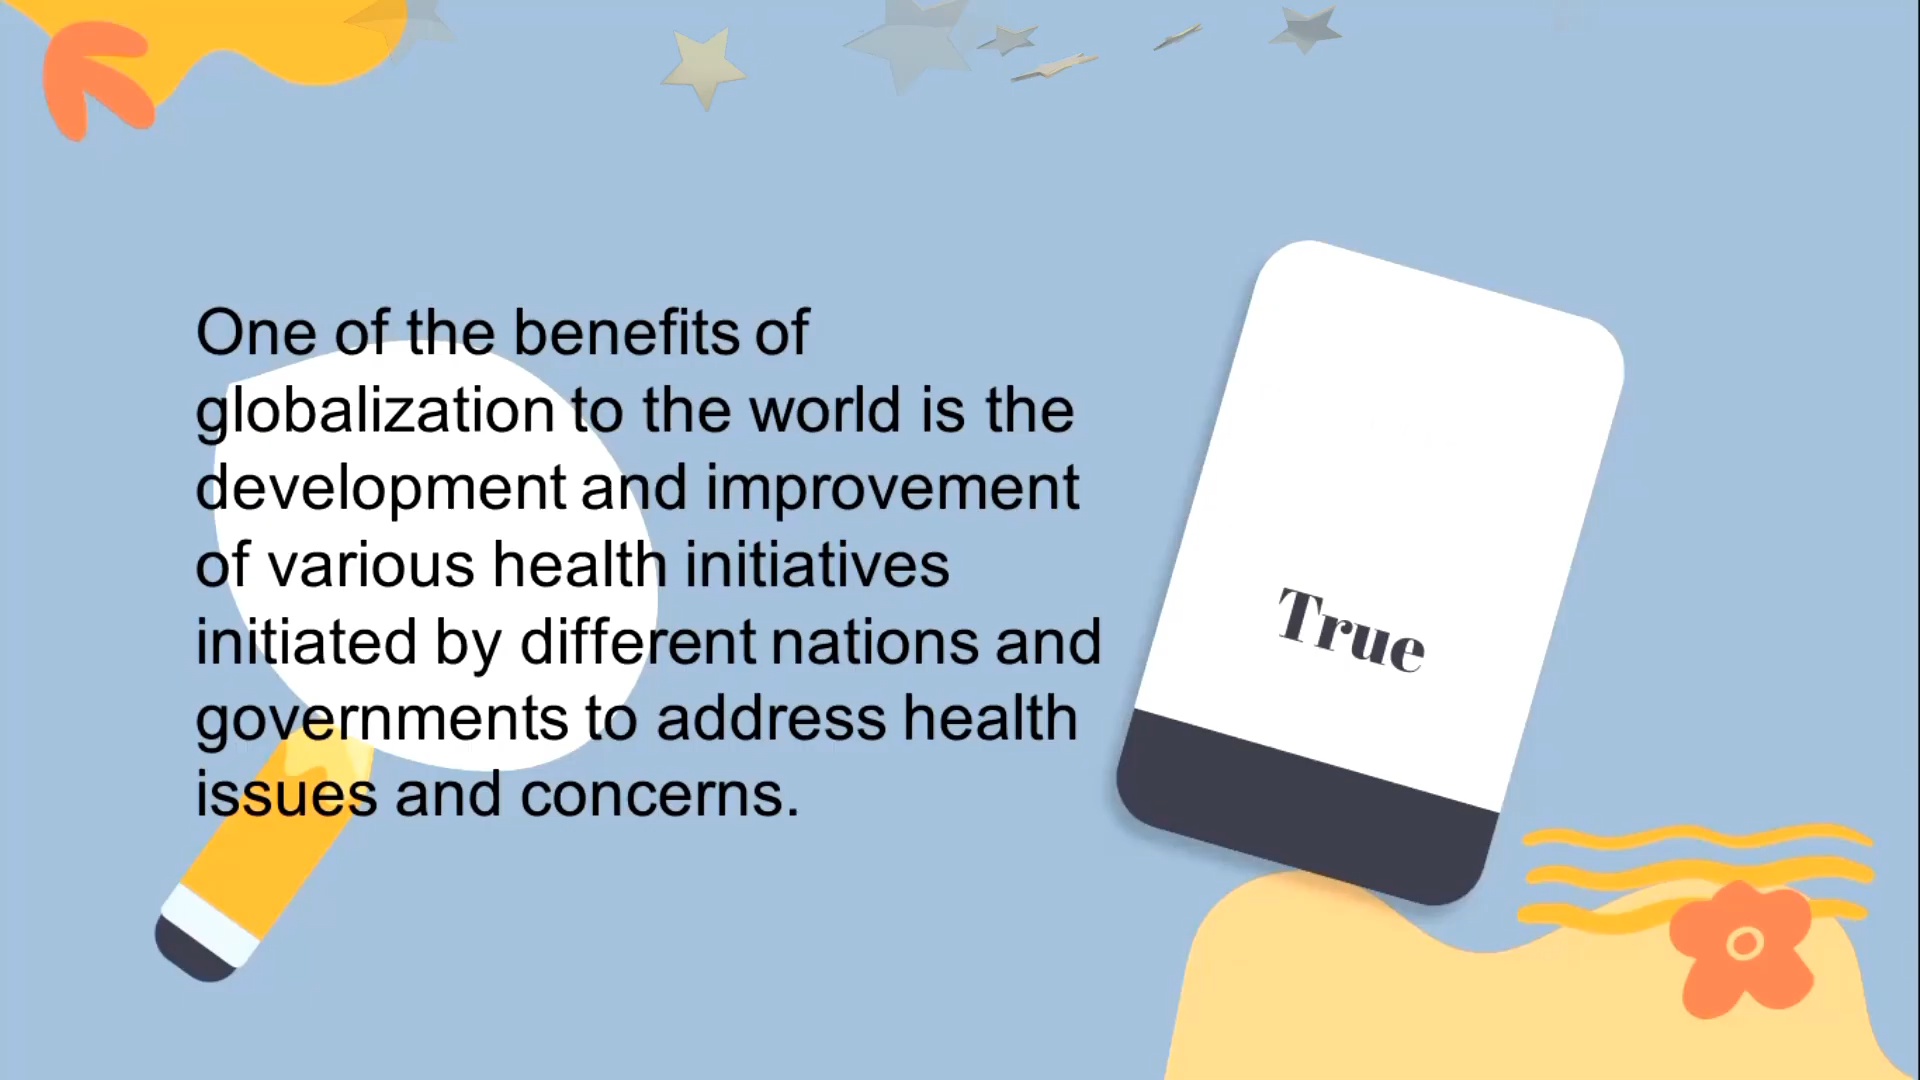 One of the benefits of
globalization to the world is the
development and improvement
of various health initiatives
initiated by different nations and
governments to address health
issues and concerns.
True